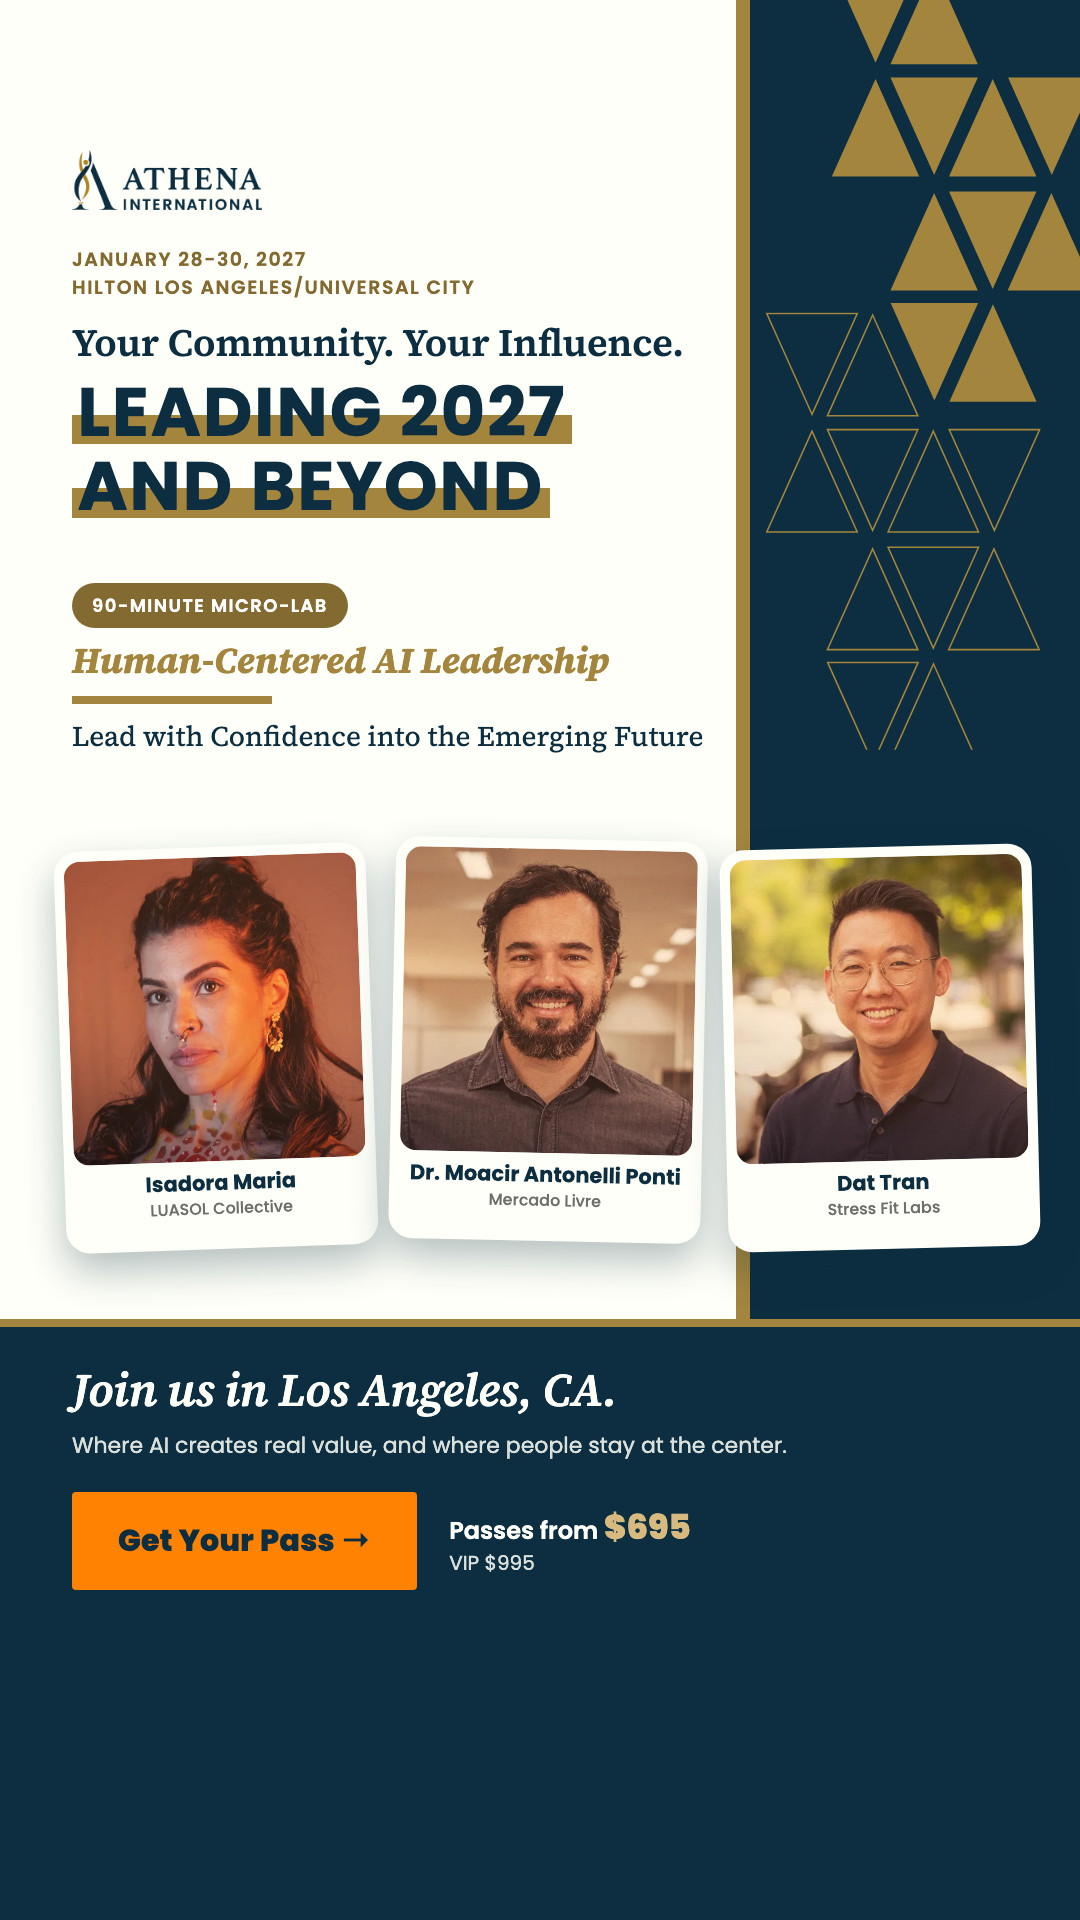 ATHENA
INTERNATIONAL
JANUARY 28-30, 2027
HILTON LOS ANGELES/UNIVERSAL CITY
Your Community. Your Influence.
LEADING 2027
AND BEYOND
90-MINUTE MICRO-LAB
Human-Centered AI Leadership
Lead with Confidence into the Emerging Future
Isadora Maria
LUASOL Collective
Dr. Moacir Antonelli Ponti
Mercado Livre
Dat Tran
Stress Fit Labs
Join us in Los Angeles, CA.
Where AI creates real value, and where people stay at the center.
Get Your Pass →
Passes from $695
VIP $995